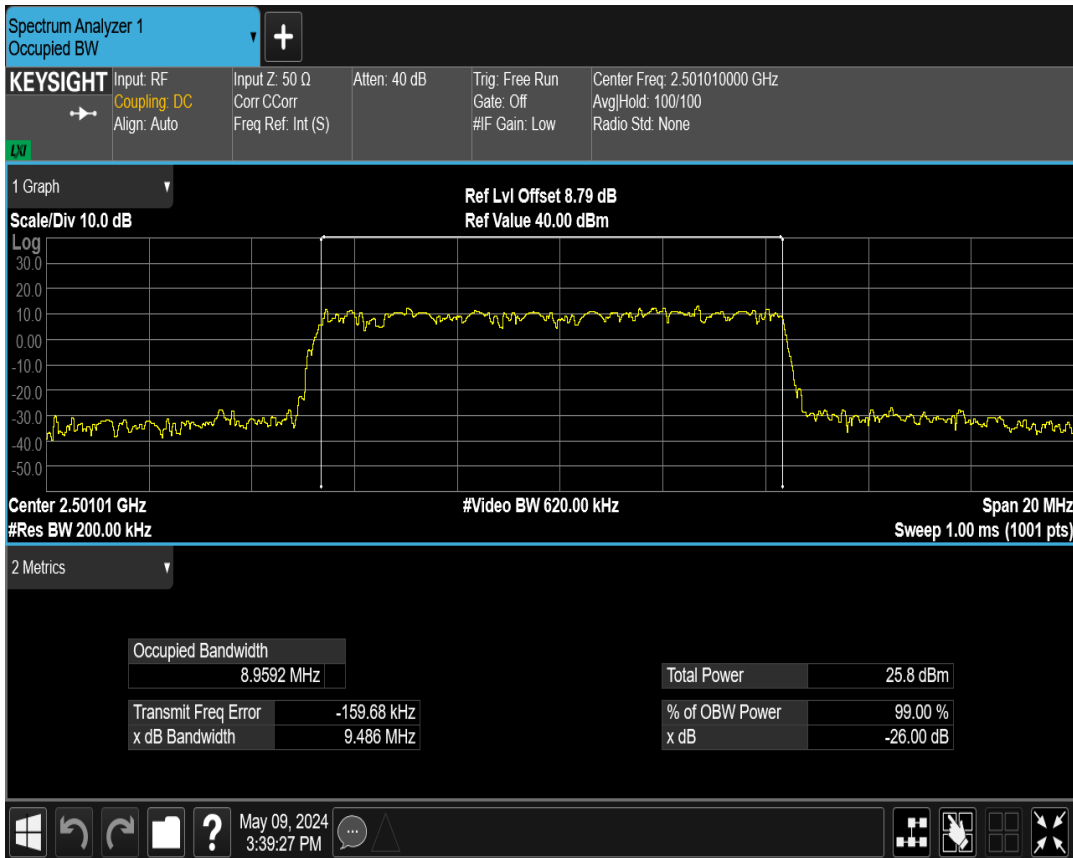 Spectrum Analyzer 1
Occupied BW
+
KEYSIGHT
LXI
Input: RF
Coupling: DC
Align: Auto
Input Z: 50 Ω
Corr CCorr
Freq Ref: Int (S)
Atten: 40 dB
Trig: Free Run
Gate: Off
#IF Gain: Low
Center Freq: 2.501010000 GHz
Avg|Hold: 100/100
Radio Std: None
1 Graph
Scale/Div 10.0 dB
Ref Lvl Offset 8.79 dB
Ref Value 40.00 dBm
Log
30.0
20.0
10.0
0.00
-10.0
-20.0
-30.0
-40.0
-50.0
Center 2.50101 GHz
#Res BW 200.00 kHz
#Video BW 620.00 kHz
Span 20 MHz
Sweep 1.00 ms (1001 pts)
2 Metrics
Occupied Bandwidth
8.9592 MHz
Transmit Freq Error -159.68 kHz
x dB Bandwidth 9.486 MHz
Total Power 25.8 dBm
% of OBW Power 99.00 %
x dB -26.00 dB
?
May 09, 2024
3:39:27 PM